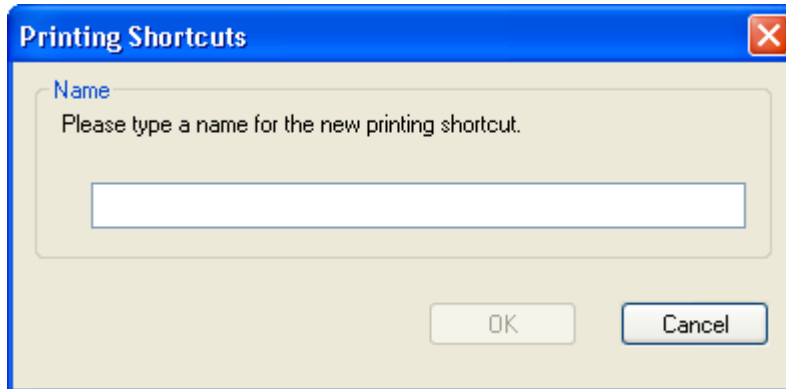 Printing Shortcuts
Name
Please type a name for the new printing shortcut.
OK
Cancel